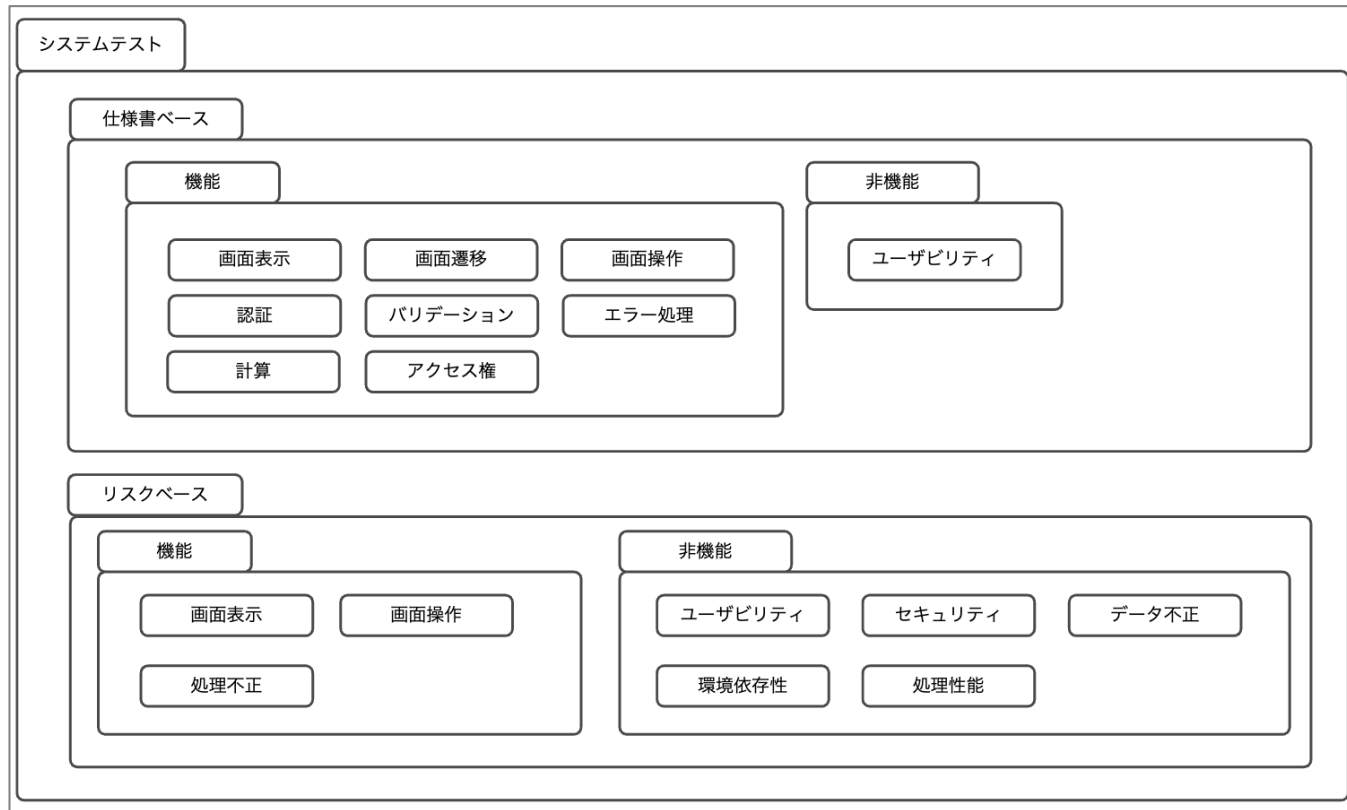 システムテスト
仕様書ベース
機能
画面表示
画面遷移
画面操作
認証
バリデーション
エラー処理
計算
アクセス権
非機能
ユーザビリティ
リスクベース
機能
画面表示
画面操作
処理不正
非機能
ユーザビリティ
セキュリティ
データ不正
環境依存性
処理性能